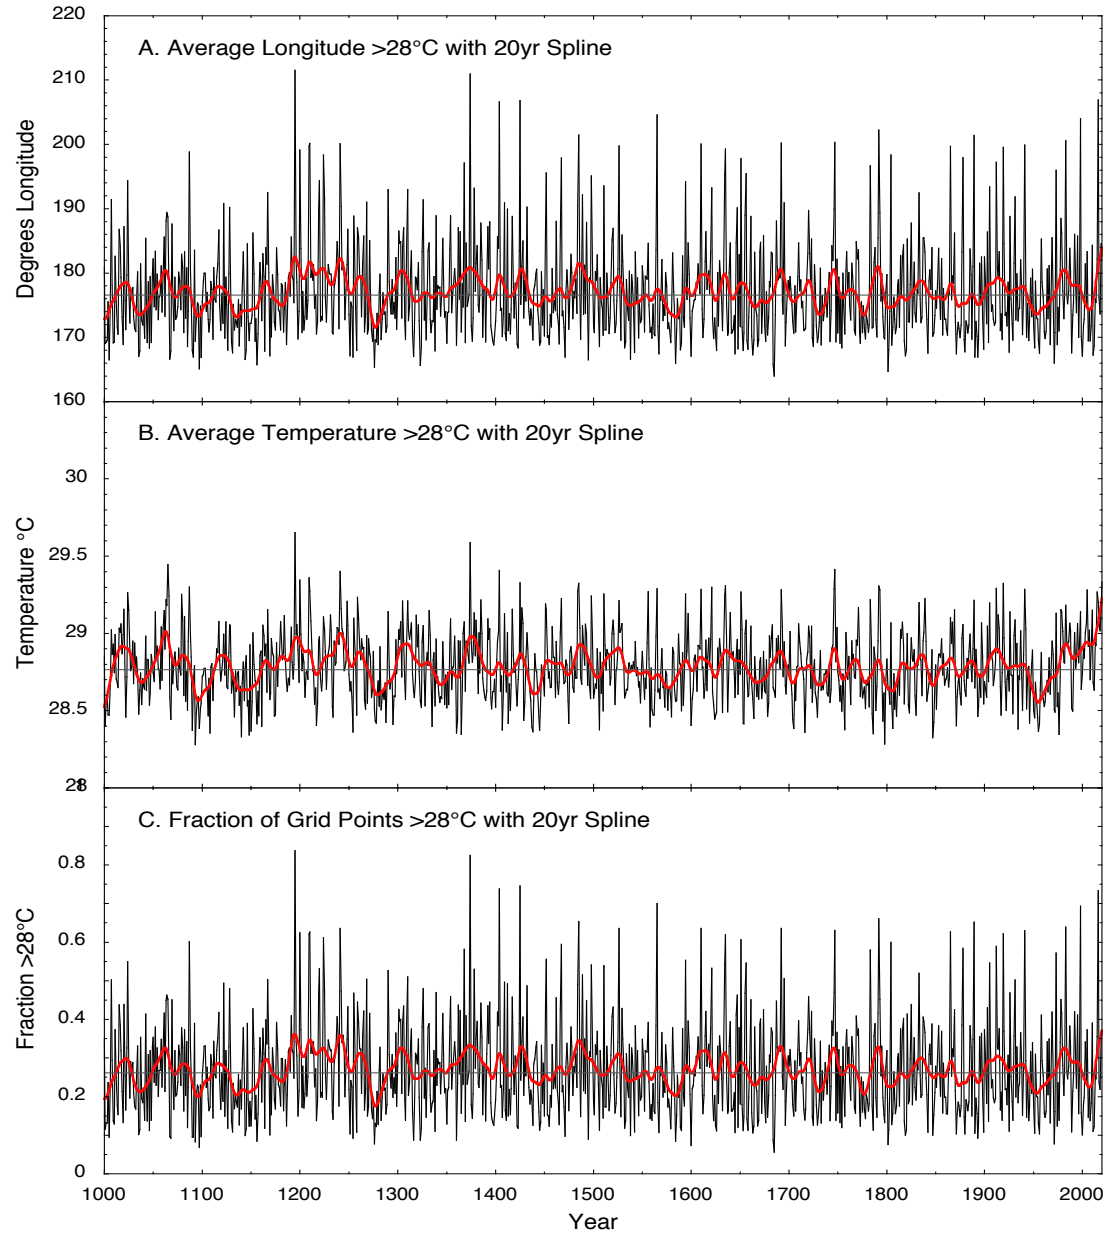 220
A. Average Longitude >28°C with 20yr Spline
210
200
190
180
170
160
Degrees Longitude
B. Average Temperature >28°C with 20yr Spline
30
29.5
29
28.5
28
Temperature °C
1
C. Fraction of Grid Points >28°C with 20yr Spline
0.8
0.6
0.4
0.2
0
Fraction >28°C
1000 1100 1200 1300 1400 1500 1600 1700 1800 1900 2000
Year